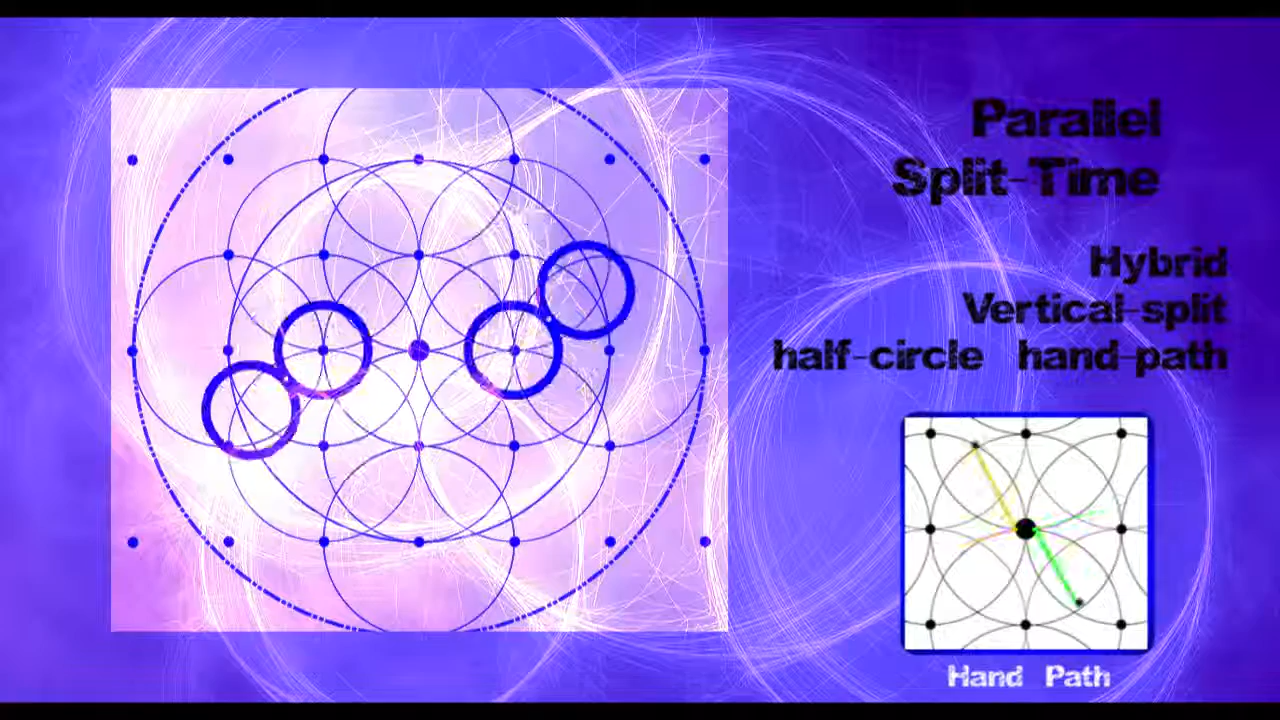 Parallel
Split-Time
Hybrid
Vertical-split
half-circle hand-path
Hand Path